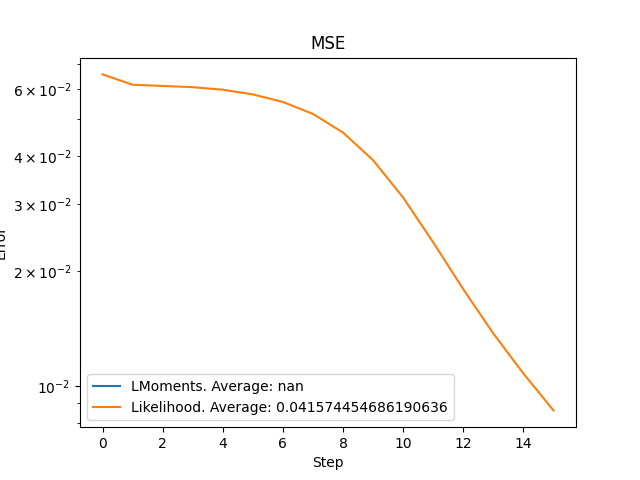 MSE
6 × 10⁻²
4 × 10⁻²
3 × 10⁻²
2 × 10⁻²
10⁻²
Error
LMoments. Average: nan
Likelihood. Average: 0.041574454686190636
0 2 4 6 8 10 12 14
Step